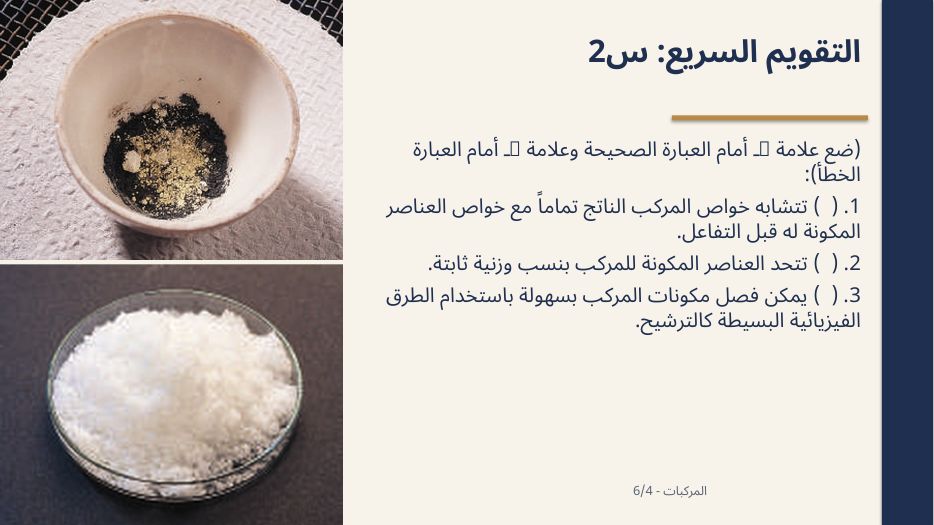 التقويم السريع: س2
(ضع علامة �ـ أمام العبارة الصحيحة وعلامة �ـ أمام العبارة
الخطأ):
1. (  ) تتشابه خواص المركب الناتج تماماً مع خواص العناصر
المكونة له قبل التفاعل.
2. (  ) تتحد العناصر المكونة للمركب بنسب وزنية ثابتة.
3. (  ) يمكن فصل مكونات المركب بسهولة باستخدام الطرق
الفيزيائية البسيطة كالترشيح.
المركبات - 6/4